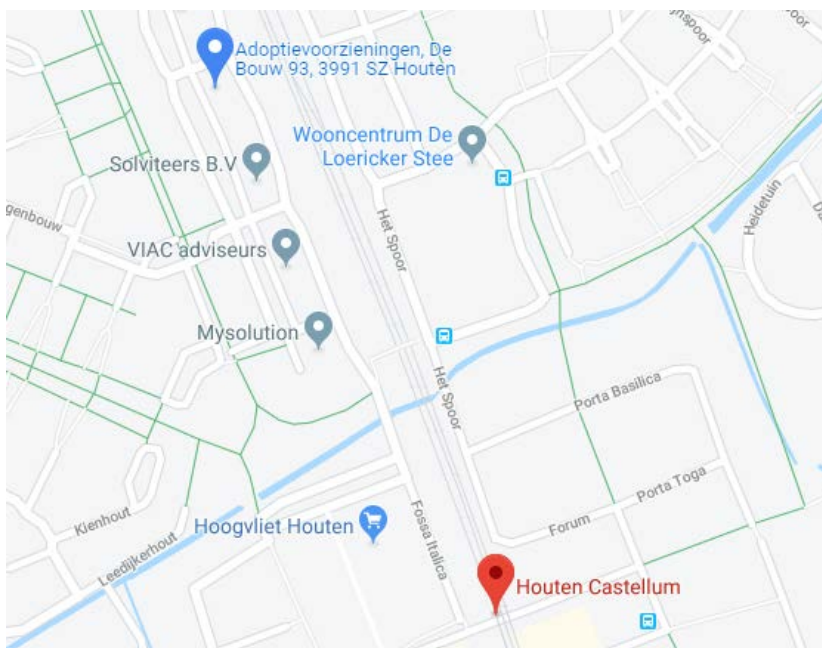 Adoptievoorzieningen, De
Bouw 93, 3991 SZ Houten
Wooncentrum De
Loericker Stee
Solviteers B.V
genbouw
Het Spoor
Heidetuin
VIAC adviseurs
Mysolution
Het Spoor
Porta Basilica
Porta Toga
Forum
Kienhout
Hoogvliet Houten
Fossa Italica
Leedijkerhout
Houten Castellum